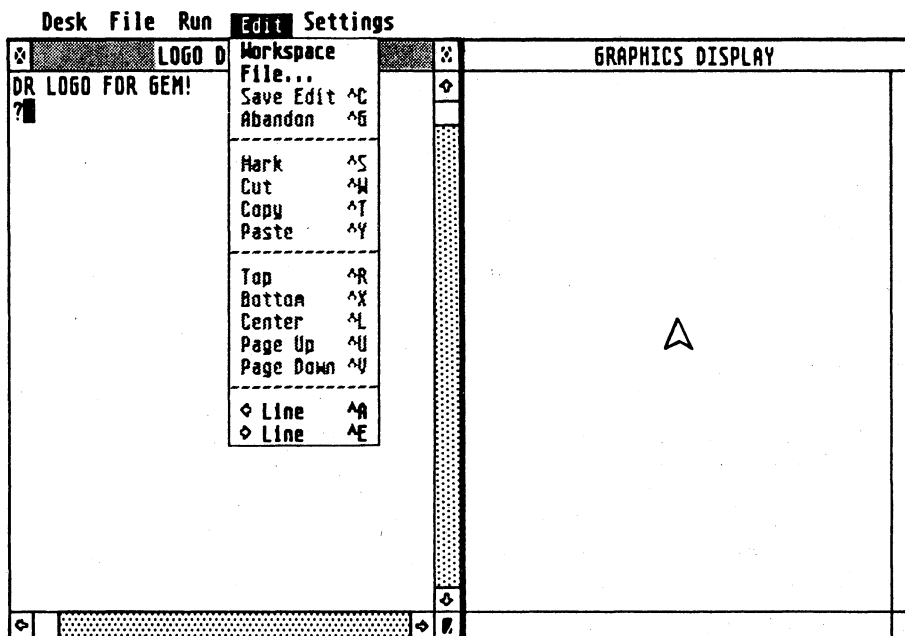 Desk File Run Edit Settings
LOGO D
GRAPHICS DISPLAY
DR LOGO FOR GEM!
?
Workspace
File...
Save Edit ^C
Abandon ^G
Mark ^S
Cut ^W
Copy ^T
Paste ^Y
Top ^R
Bottom ^X
Center ^L
Page Up ^U
Page Down ^V
Line ^A
Line ^E